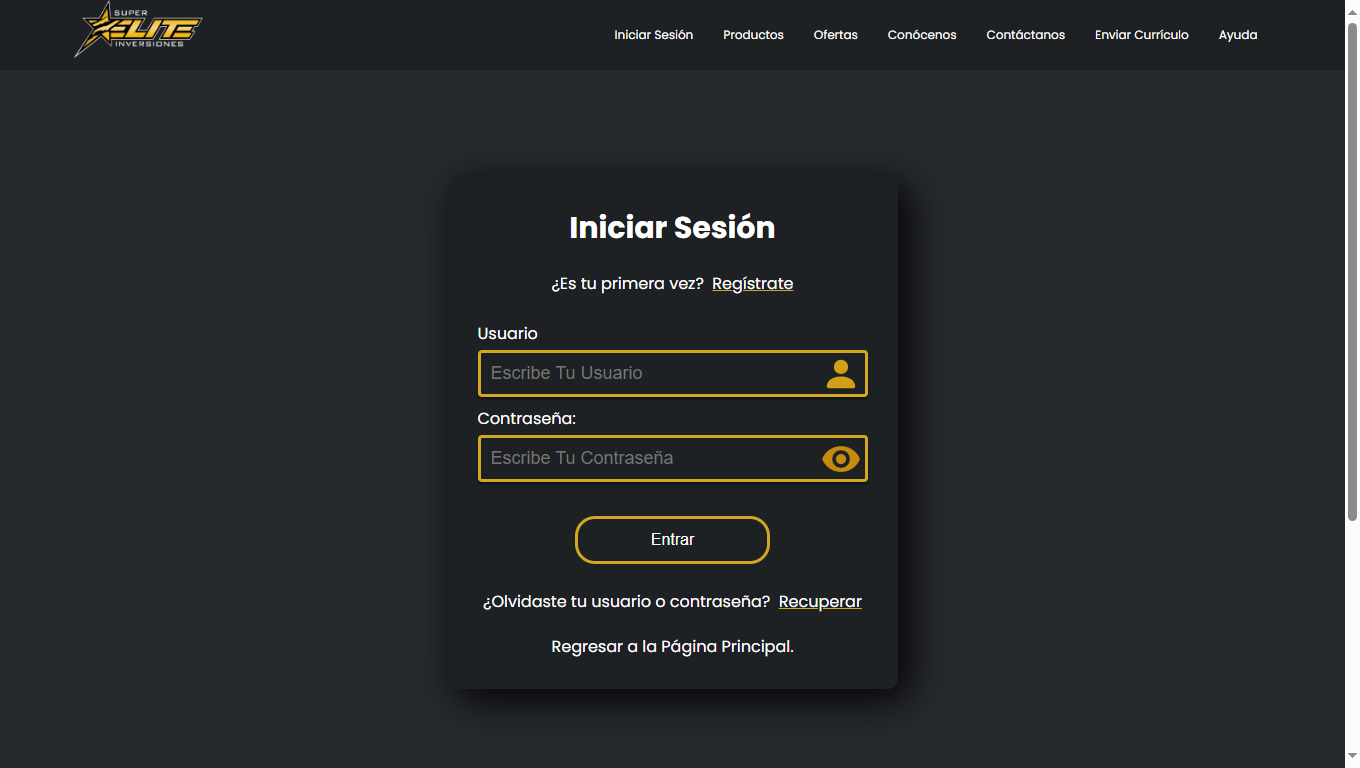 SUPER
ELITE
INVERSIONES
Iniciar Sesión Productos Ofertas Conócenos Contáctanos Enviar Currículo Ayuda
Iniciar Sesión
¿Es tu primera vez? Regístrate
Usuario
Escribe Tu Usuario
Contraseña:
Escribe Tu Contraseña
Entrar
¿Olvidaste tu usuario o contraseña? Recuperar
Regresar a la Página Principal.